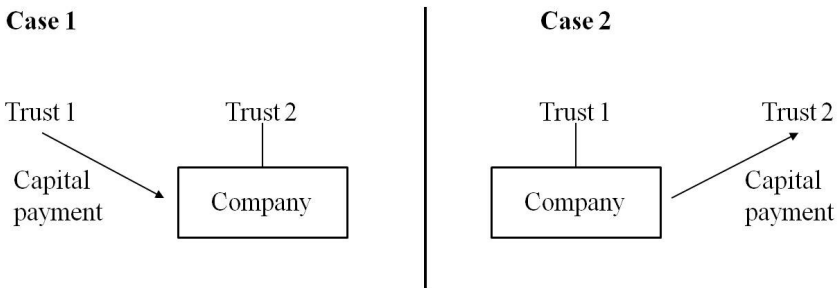 Case 1
Trust 1
Trust 2
Capital
payment
Company
Case 2
Trust 1
Trust 2
Company
Capital
payment